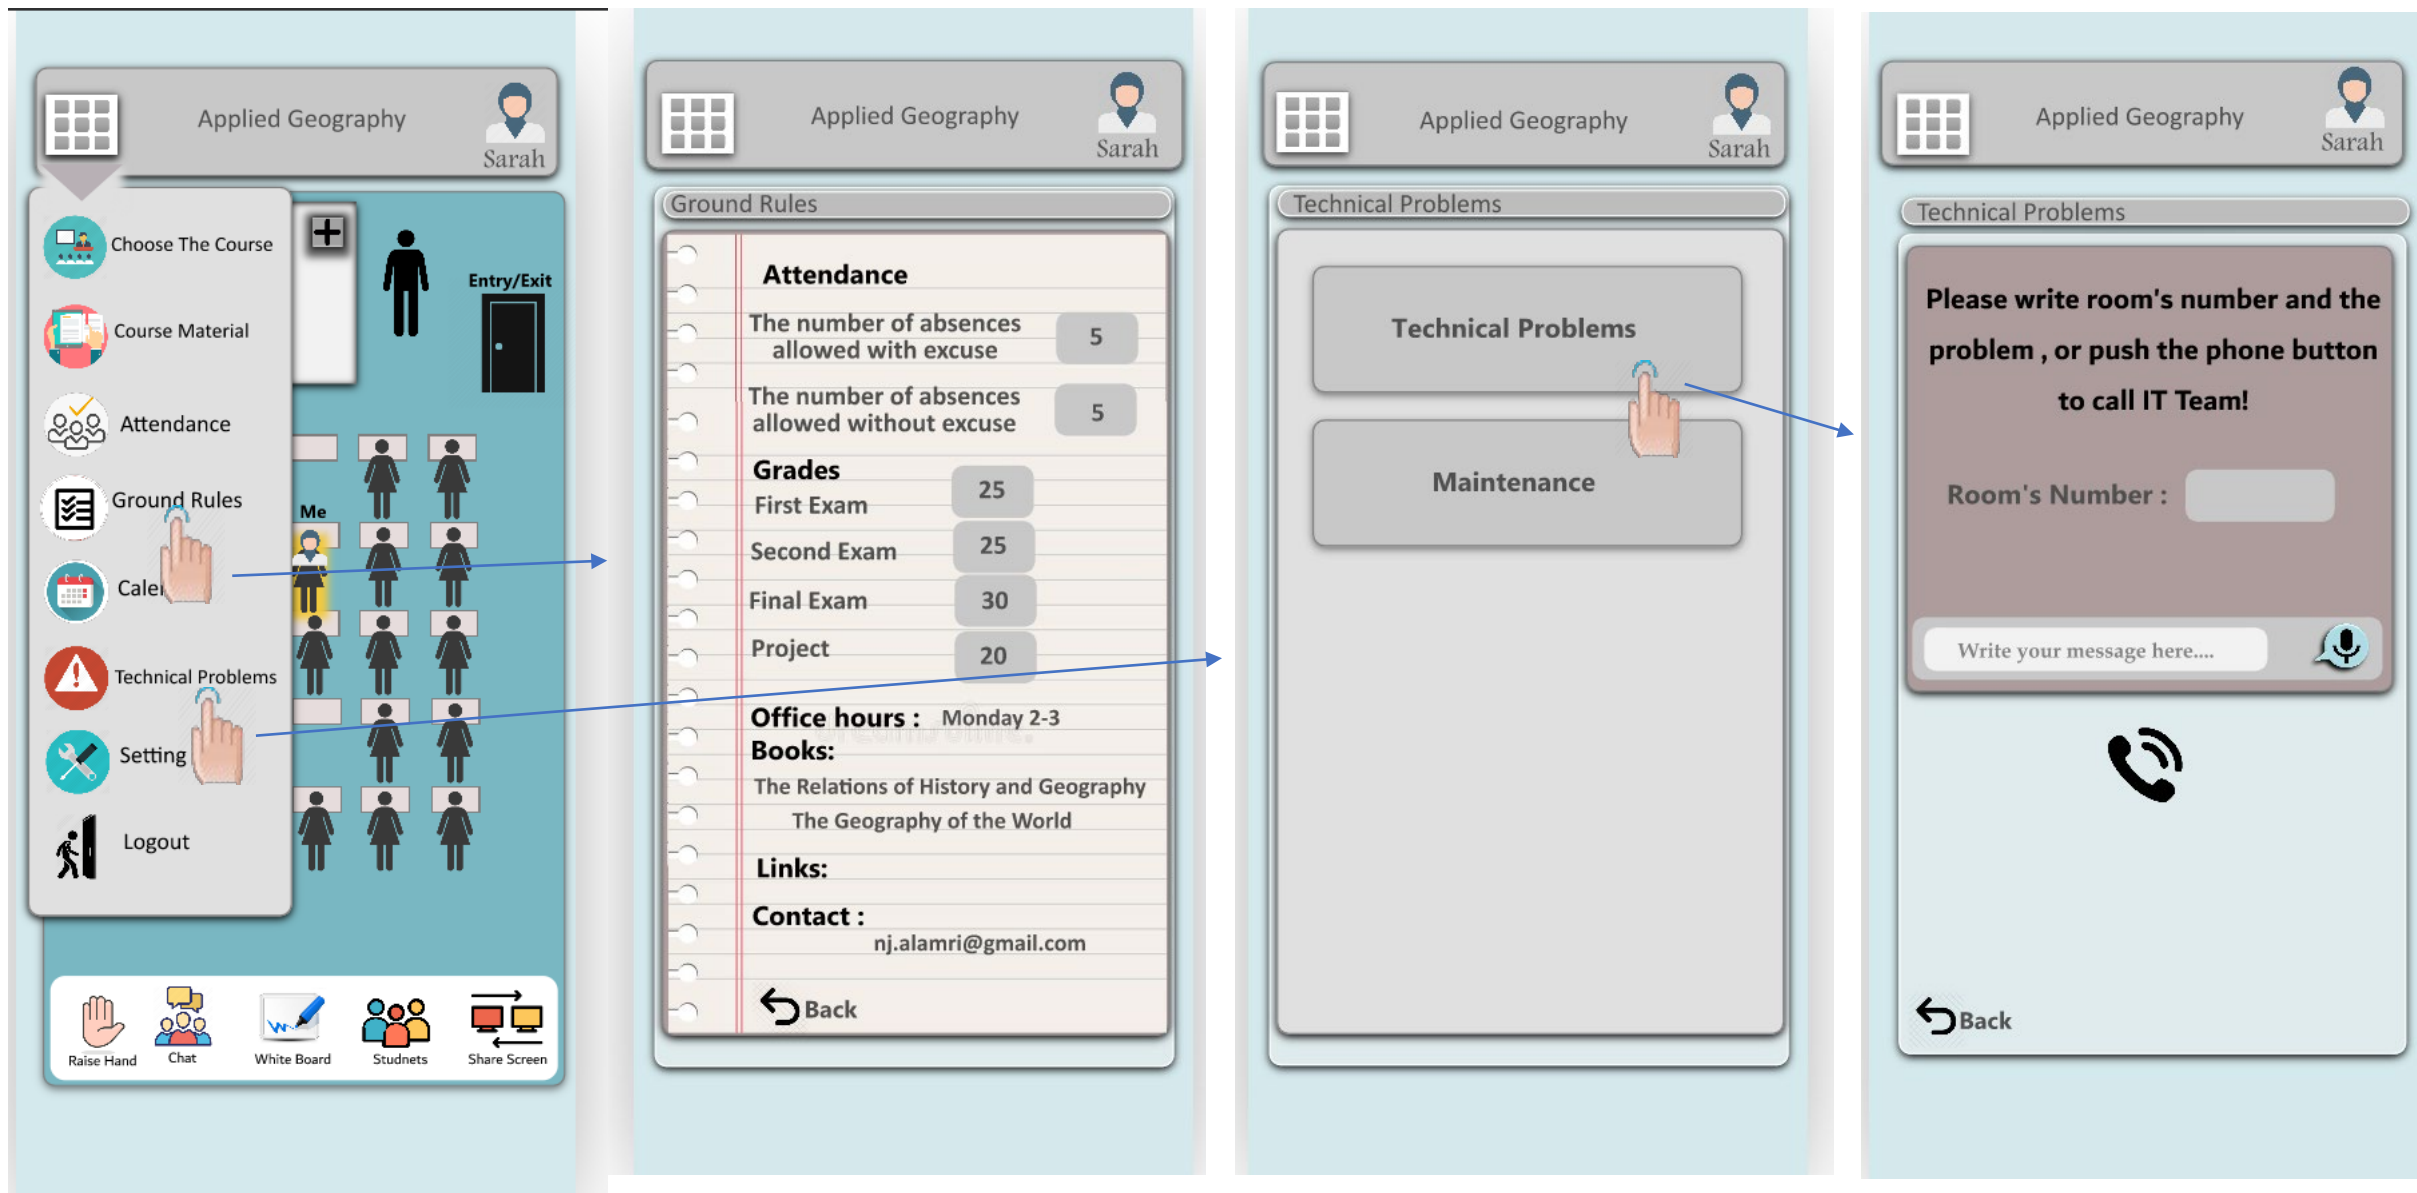 Applied Geography
Sarah
Choose The Course
Course Material
Attendance
Ground Rules
Technical Problems
Setting
Logout
Entry/Exit
Me
Raise Hand
Chat
White Board
Studnets
Share Screen
Applied Geography
Sarah
Ground Rules
Attendance
The number of absences
allowed with excuse
5
The number of absences
allowed without excuse
5
Grades
First Exam
25
Second Exam
25
Final Exam
30
Project
20
Office hours : Monday 2-3
Books:
The Relations of History and Geography
The Geography of the World
Links:
Contact :
nj.alamri@gmail.com
Back
Applied Geography
Sarah
Technical Problems
Technical Problems
Maintenance
Applied Geography
Sarah
Technical Problems
Please write room's number and the
problem , or push the phone button
to call IT Team!
Room's Number :
Write your message here....
Back